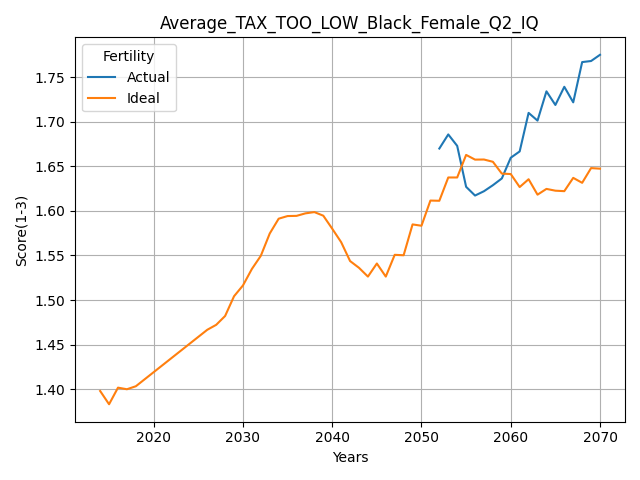 Average_TAX_TOO_LOW_Black_Female_Q2_IQ
Fertility
Actual
Ideal
Score(1-3)
1.75
1.70
1.65
1.60
1.55
1.50
1.45
1.40
2020 2030 2040 2050 2060 2070
Years